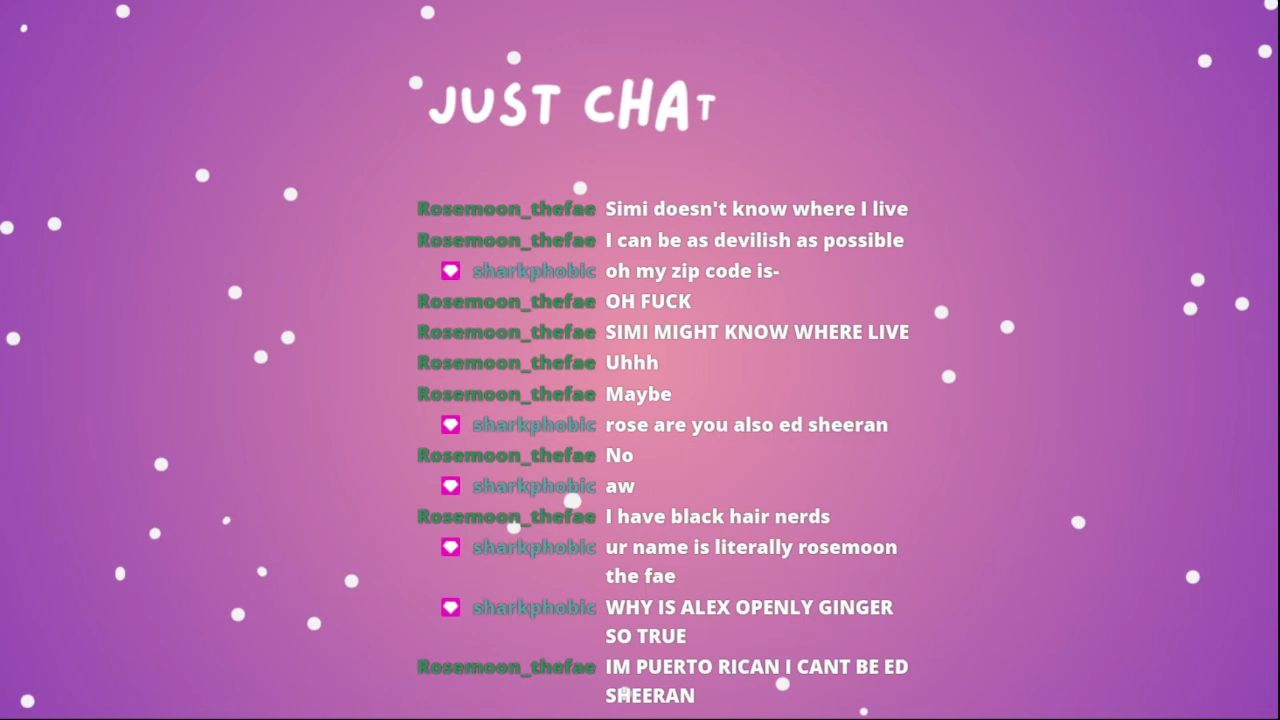 JUST CHAT
Rosemoon_thefae Simi doesn't know where I live
Rosemoon_thefae I can be as devilish as possible
sharkphobic oh my zip code is-
Rosemoon_thefae OH FUCK
Rosemoon_thefae SIMI MIGHT KNOW WHERE LIVE
Rosemoon_thefae Uhhh
Rosemoon_thefae Maybe
sharkphobic rose are you also ed sheeran
Rosemoon_thefae No
sharkphobic aw
Rosemoon_thefae I have black hair nerds
sharkphobic ur name is literally rosemoon
the fae
sharkphobic WHY IS ALEX OPENLY GINGER
SO TRUE
Rosemoon_thefae IM PUERTO RICAN I CANT BE ED
SHEERAN